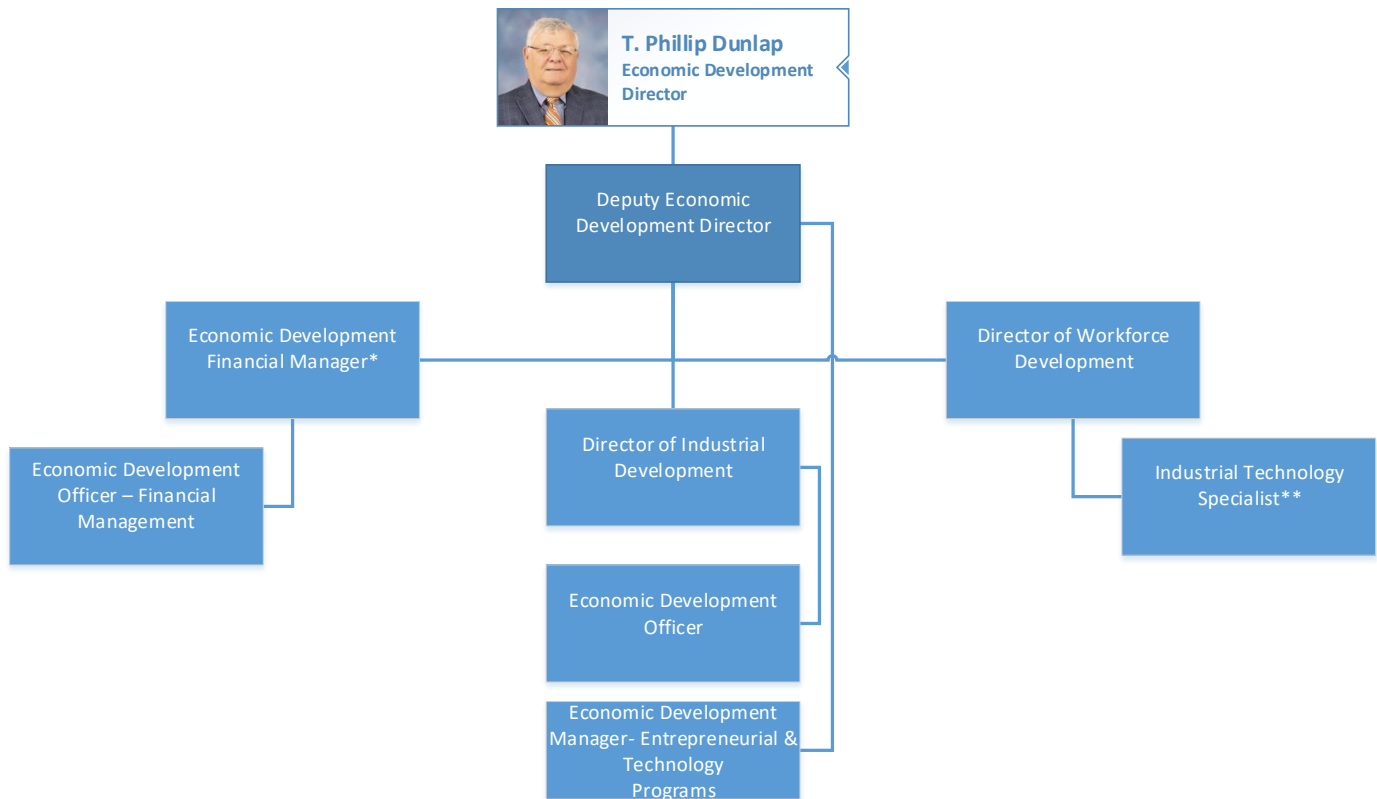 T. Phillip Dunlap
Economic Development
Director
Deputy Economic
Development Director
Economic Development
Financial Manager*
Director of Workforce
Development
Director of Industrial
Development
Economic Development
Officer – Financial
Management
Industrial Technology
Specialist**
Economic Development
Officer
Economic Development
Manager- Entrepreneurial &
Technology
Programs